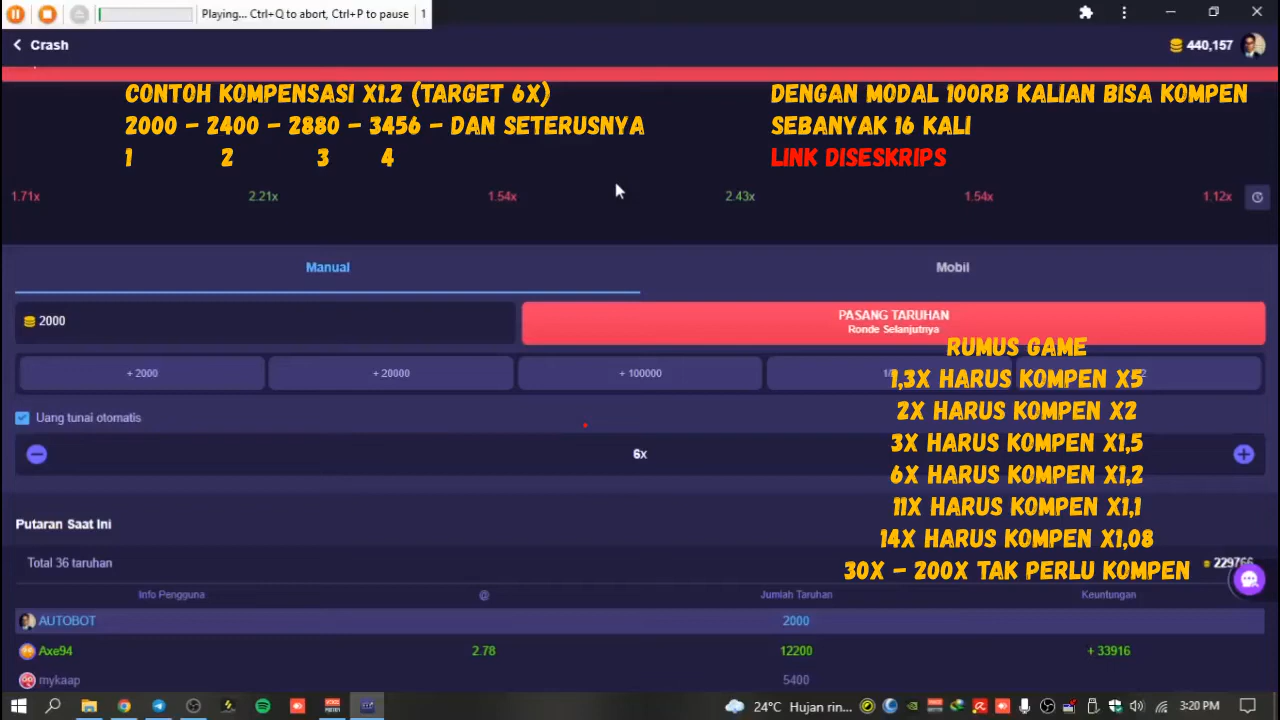 Playing... Ctrl+Q to abort, Ctrl+P to pause 1
Crash
440,157
CONTOH KOMPENSASI X1.2 (TARGET 6X)
2000 - 2400 - 2880 - 3456 - DAN SETERUSNYA
1 2 3 4
DENGAN MODAL 100RB KALIAN BISA KOMPEN
SEBANYAK 16 KALI
LINK DISESKRIPS
1.71x 2.21x 1.54x 2.43x 1.54x 1.12x
Manual Mobil
2000
PASANG TARUHAN
Ronde Selanjutnya
+ 2000 + 20000 + 100000
Uang tunai otomatis
6x
RUMUS GAME
1,3X HARUS KOMPEN X5
2X HARUS KOMPEN X2
3X HARUS KOMPEN X1,5
6X HARUS KOMPEN X1,2
11X HARUS KOMPEN X1,1
14X HARUS KOMPEN X1,08
30X - 200X TAK PERLU KOMPEN
Putaran Saat Ini
Total 36 taruhan 229766
Info Pengguna @ Jumlah Taruhan Keuntungan
AUTOBOT 2000
Axe94 2.78 12200 + 33916
mykaap 5400
24°C Hujan rin... 3:20 PM